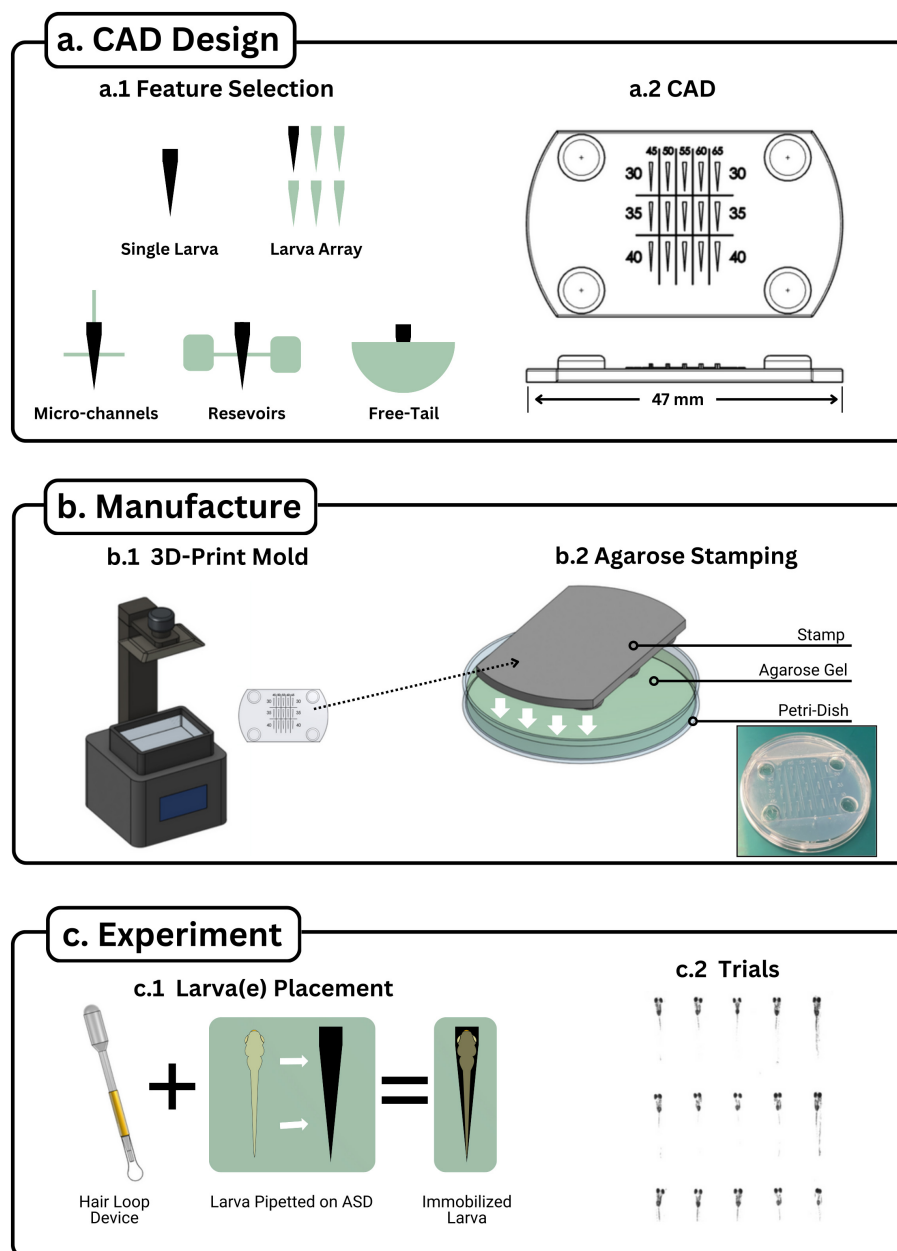 a. CAD Design
a.1 Feature Selection
Single Larva
Larva Array
Micro-channels
Resevoirs
Free-Tail
a.2 CAD
45 50 55 60 65
30 30
35 35
40 40
47 mm
b. Manufacture
b.1 3D-Print Mold
b.2 Agarose Stamping
Stamp
Agarose Gel
Petri-Dish
c. Experiment
c.1 Larva(e) Placement
Hair Loop
Device
Larva Pipetted on ASD
Immobilized
Larva
c.2 Trials